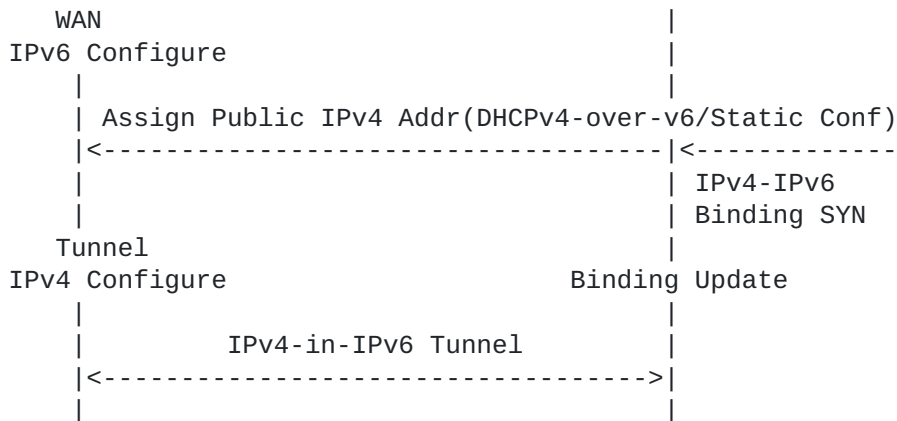 WAN
IPv6 Configure
Assign Public IPv4 Addr(DHCPv4-over-v6/Static Conf)
IPv4-IPv6
Binding SYN
Tunnel
IPv4 Configure Binding Update
IPv4-in-IPv6 Tunnel